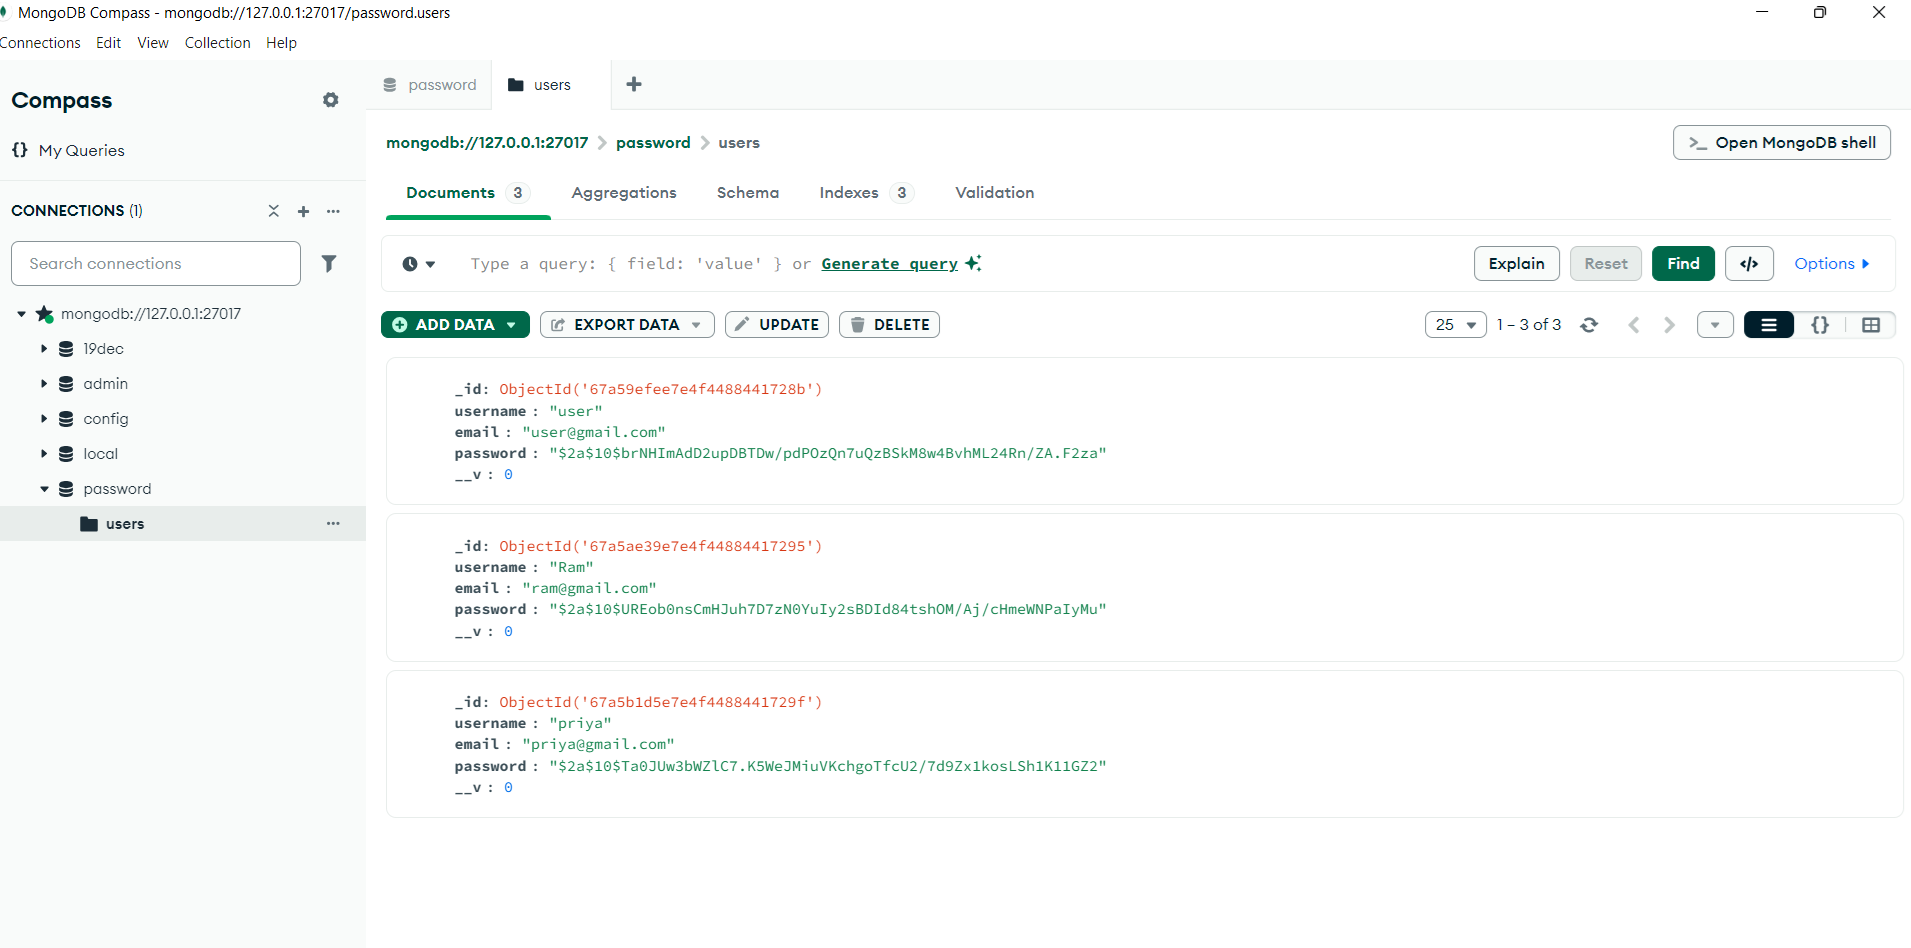 MongoDB Compass - mongodb://127.0.0.1:27017/password.users
Connections Edit View Collection Help
Compass
{} My Queries
CONNECTIONS (1)
Search connections
mongodb://127.0.0.1:27017
19dec
admin
config
local
password
users
password users
mongodb://127.0.0.1:27017 > password > users
>_ Open MongoDB shell
Documents 3 Aggregations Schema Indexes 3 Validation
Type a query: { field: 'value' } or Generate query
Explain Reset Find </> Options
ADD DATA EXPORT DATA UPDATE DELETE
25 1 – 3 of 3 {}
_id: ObjectId('67a59efee7e4f4488441728b')
username : "user"
email : "user@gmail.com"
password : "$2a$10$brNHImAdD2upDBTDw/pdPOzQn7uQzBSkM8w4BvhML24Rn/ZA.F2za"
__v : 0
_id: ObjectId('67a5ae39e7e4f44884417295')
username : "Ram"
email : "ram@gmail.com"
password : "$2a$10$UREob0nsCmHJuh7D7zN0YuIy2sBDId84tshOM/Aj/cHmeWNPaIyMu"
__v : 0
_id: ObjectId('67a5b1d5e7e4f4488441729f')
username : "priya"
email : "priya@gmail.com"
password : "$2a$10$Ta0JUw3bWZlC7.K5WeJMiuVKchgoTfcU2/7d9Zx1kosLSh1K11GZ2"
__v : 0